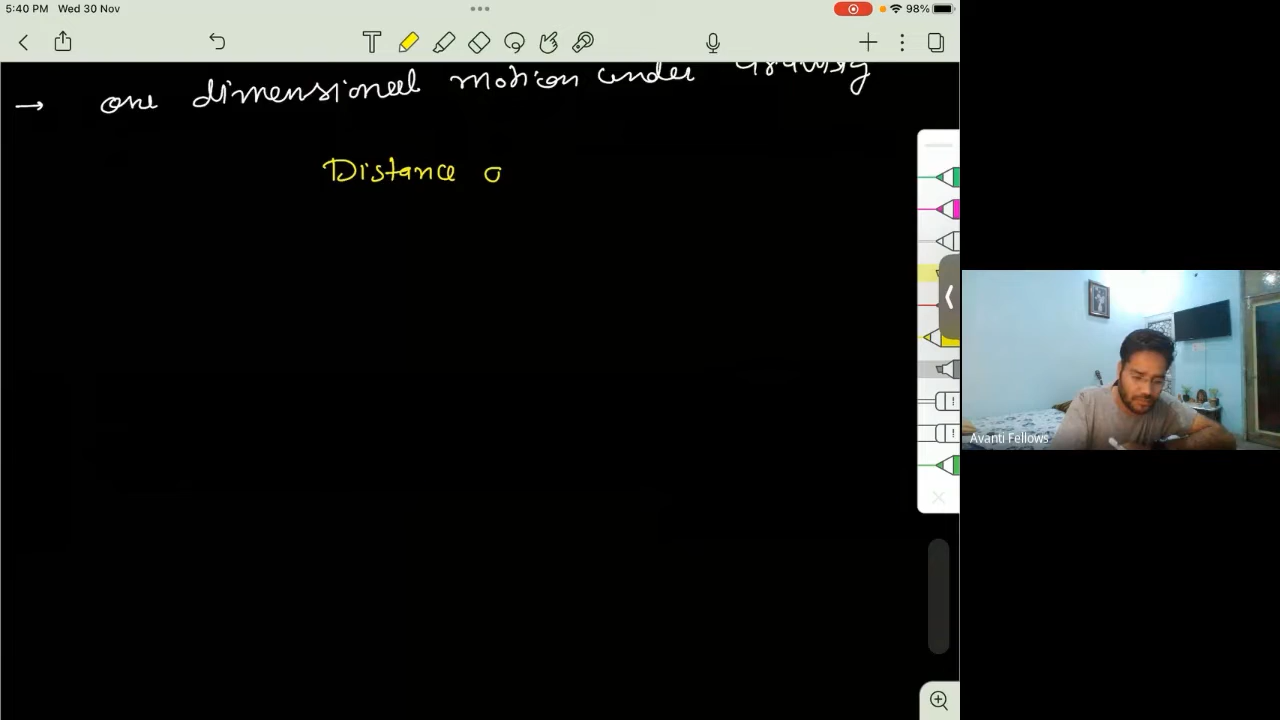 5:40 PM Wed 30 Nov
98%
→ one dimensional motion under Gravity
Distance a
Avanti Fellows